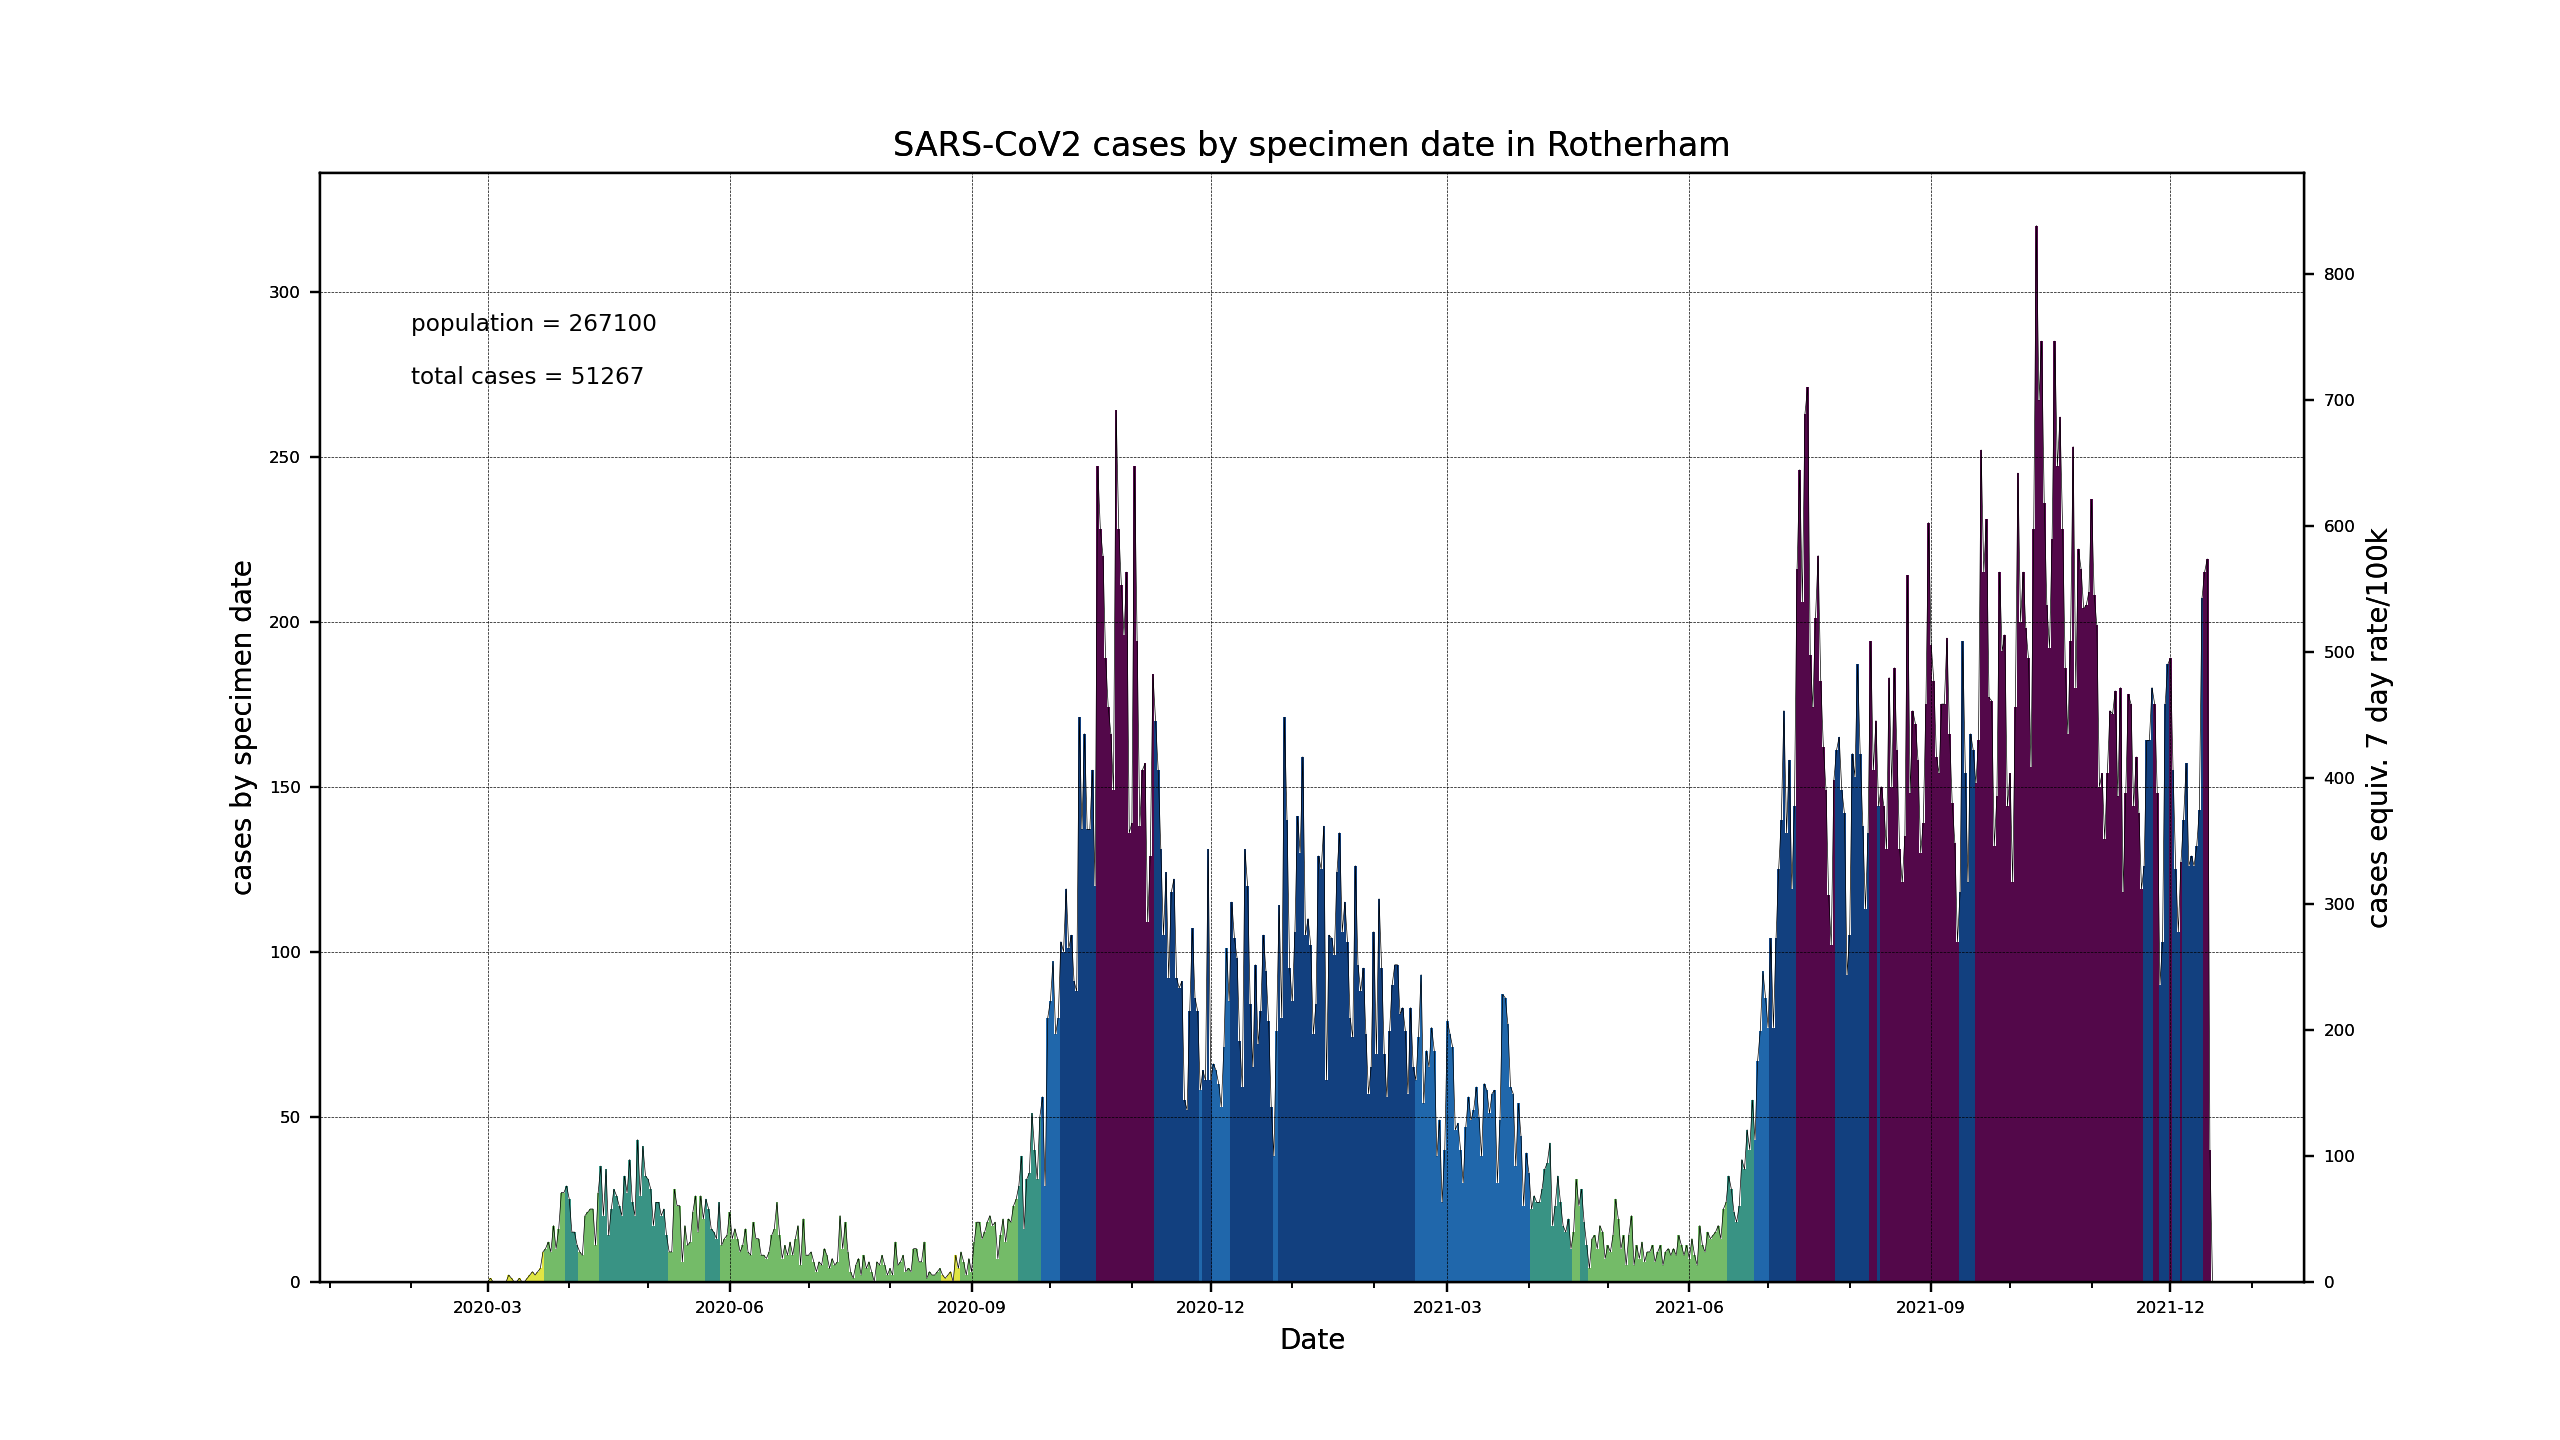 SARS-CoV2 cases by specimen date in Rotherham
population = 267100
total cases = 51267
cases by specimen date
300
250
200
150
100
50
0
800
700
600
500
400
300
200
100
0
cases equiv. 7 day rate/100k
2020-03 2020-06 2020-09 2020-12 2021-03 2021-06 2021-09 2021-12
Date